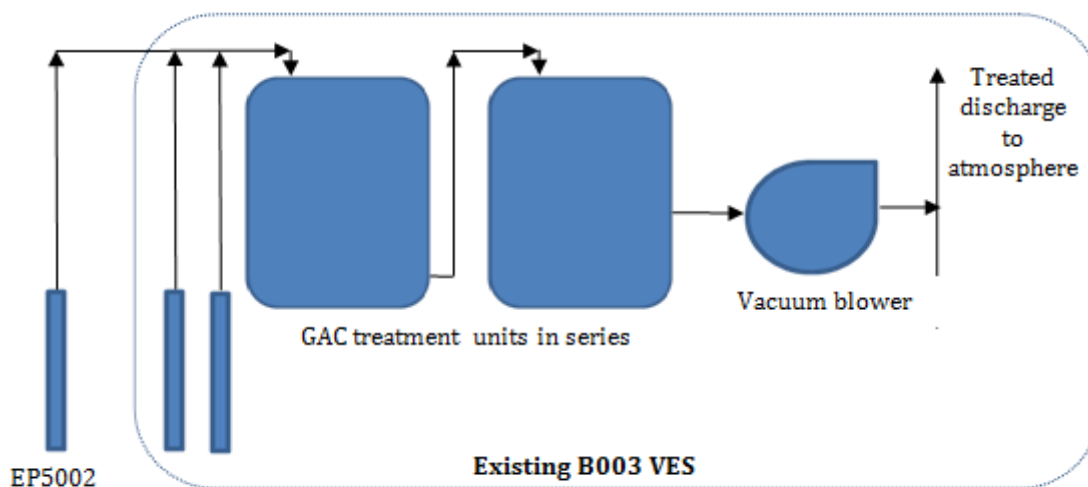 Treated
discharge
to
atmosphere
Vacuum blower
GAC treatment units in series
Existing B003 VES
EP5002